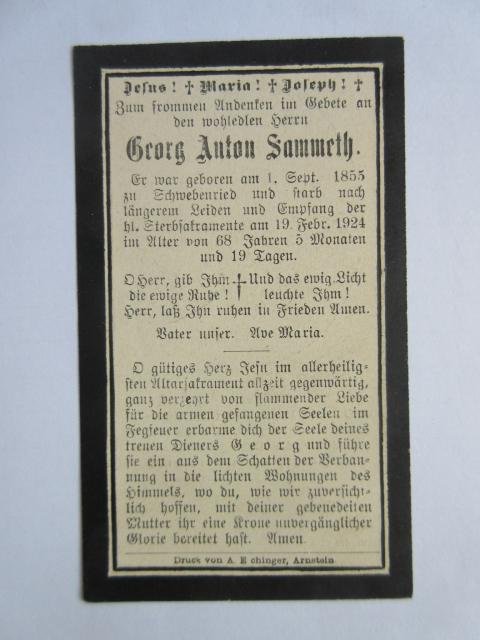 Jesus! ✝ Maria! ✝ Joseph! ✝
Zum frommen Andenken im Gebete an
den wohledlen Herrn
Georg Anton Sammeth.
Er war geboren am 1. Sept. 1855
zu Schwebenried und starb nach
längerem Leiden und Empfang der
hl. Sterbsakramente am 19. Febr. 1924
im Alter von 68 Jahren 5 Monaten
und 19 Tagen.
O Herr, gib Ihm ✝ Und das ewig. Licht
die ewige Ruhe! leuchte Ihm!
Herr, laß Ihn ruhen in Frieden Amen.
Vater unser. Ave Maria.
O gütiges Herz Jesu im allerheilig-
sten Altarsakrament allzeit gegenwärtig,
ganz verzehrt von flammender Liebe
für die armen gefangenen Seelen im
Fegfeuer erbarme dich der Seele deines
treuen Dieners Georg und führe
sie ein aus dem Schatten der Verban-
nung in die lichten Wohnungen des
Himmels, wo du, wie wir zuversicht-
lich hoffen, mit deiner gebenedeiten
Mutter ihr eine Krone unvergänglicher
Glorie bereitet hast. Amen.
Druck von A. Arnstein